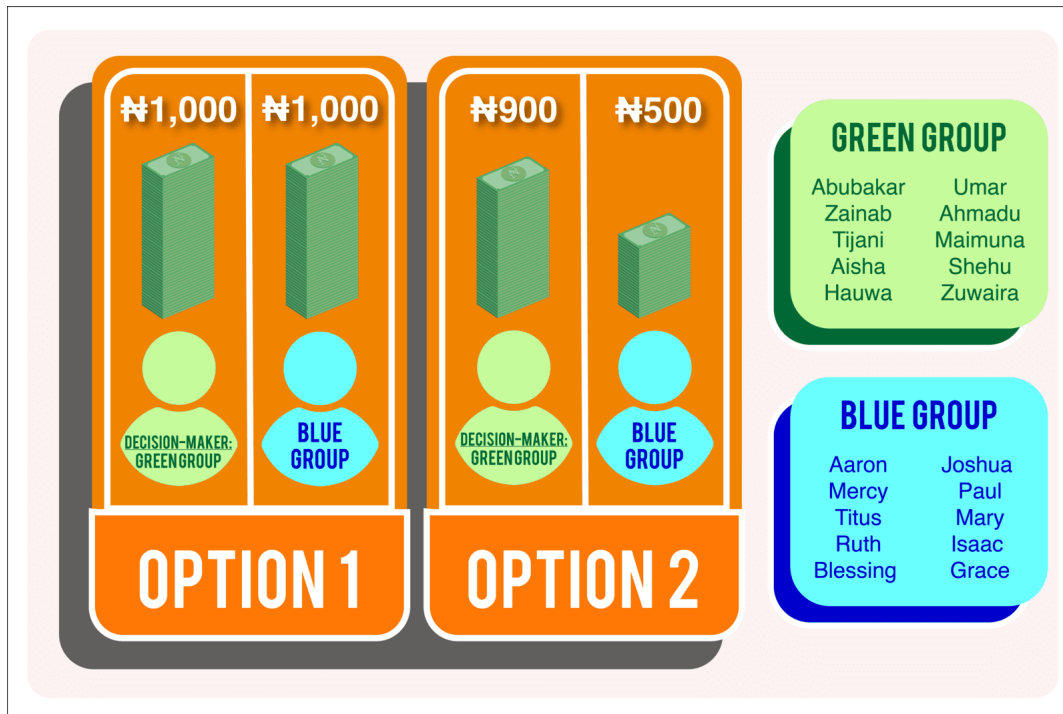 ₦1,000
₦1,000
DECISION-MAKER:
GREEN GROUP
BLUE
GROUP
OPTION 1
₦900
₦500
DECISION-MAKER:
GREEN GROUP
BLUE
GROUP
OPTION 2
GREEN GROUP
Abubakar Umar
Zainab Ahmadu
Tijani Maimuna
Aisha Shehu
Hauwa Zuwaira
BLUE GROUP
Aaron Joshua
Mercy Paul
Titus Mary
Ruth Isaac
Blessing Grace